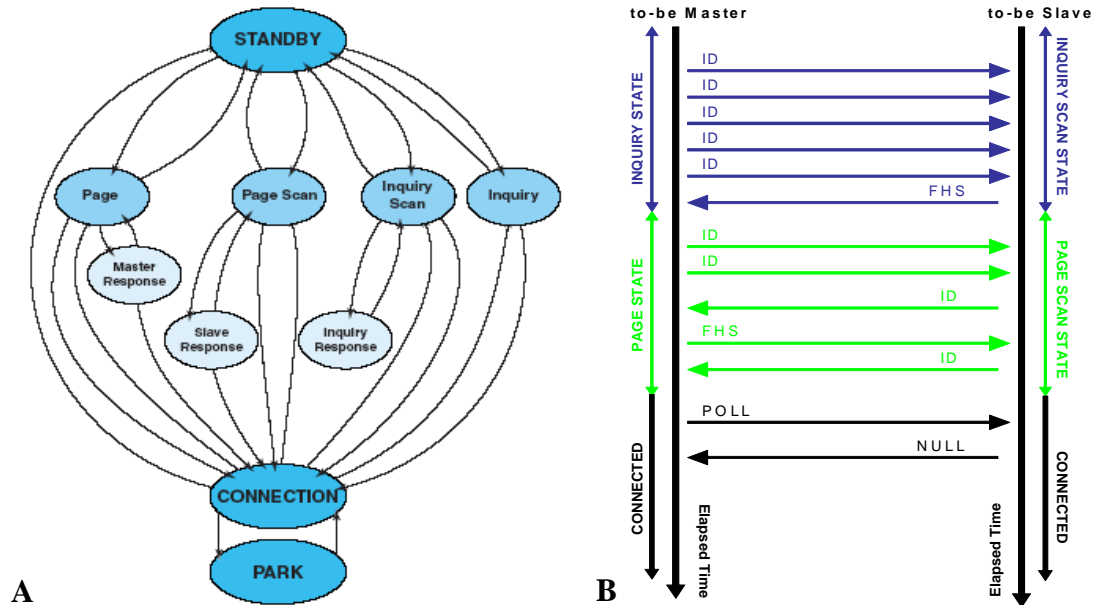 STANDBY
Page
Page Scan
Inquiry
Scan
Inquiry
Master
Response
Slave
Response
Inquiry
Response
CONNECTION
PARK
A
to-be Master
to-be Slave
INQUIRY STATE
INQUIRY SCAN STATE
ID
ID
ID
ID
ID
FHS
PAGE STATE
PAGE SCAN STATE
ID
ID
ID
FHS
ID
CONNECTED
CONNECTED
POLL
NULL
Elapsed Time
Elapsed Time
B